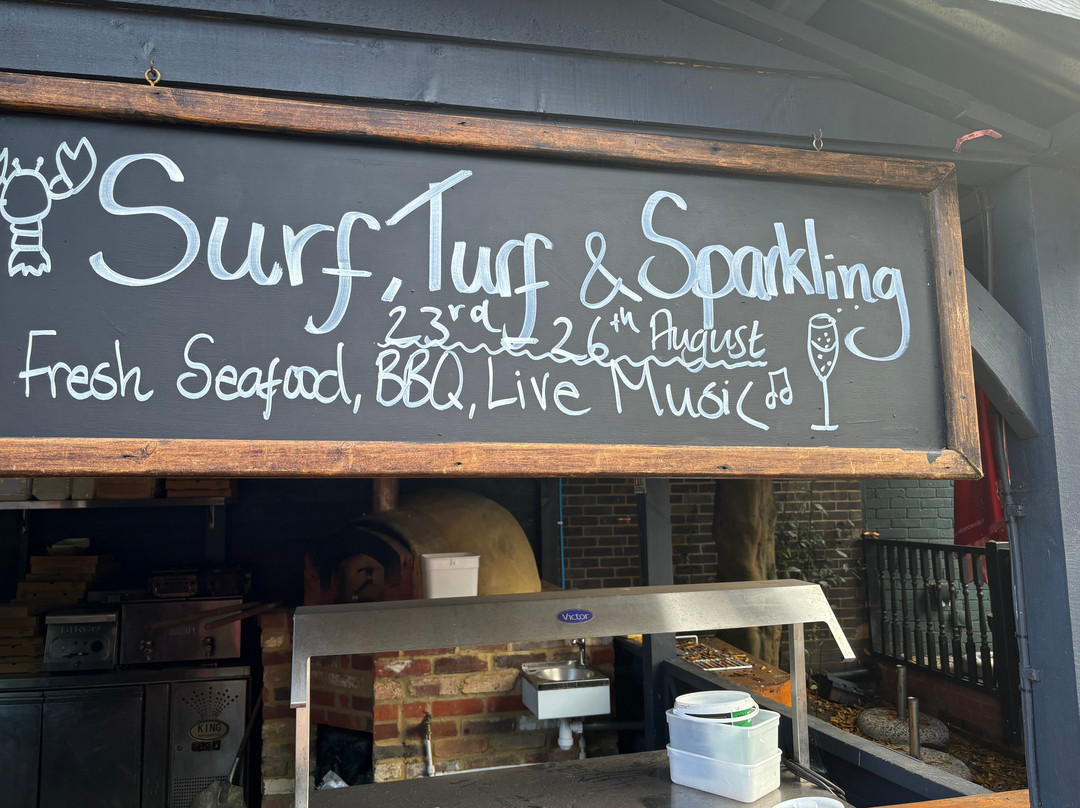 Surf, Turf & Sparkling
23rd - 26th August
Fresh Seafood, BBQ, Live Music
Victor
KING